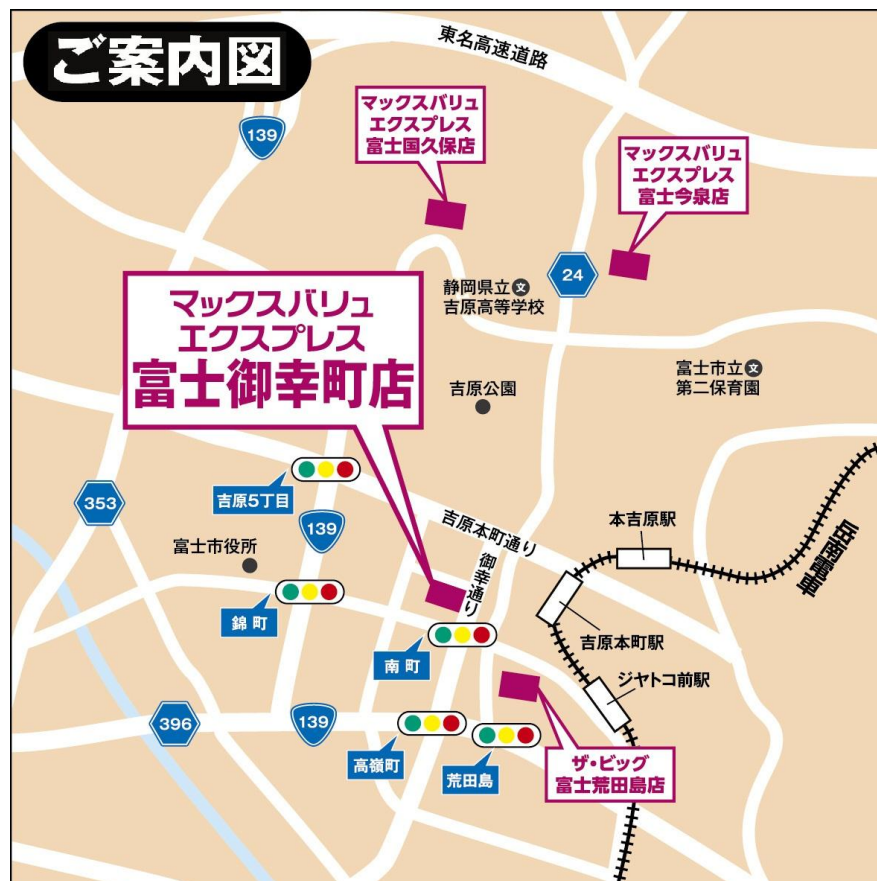 ご案内図
東名高速道路
139
マックスバリュ
エクスプレス
富士国久保店
マックスバリュ
エクスプレス
富士今泉店
24
静岡県立文
吉原高等学校
マックスバリュ
エクスプレス
富士御幸町店
富士市立文
第二保育園
吉原公園
吉原5丁目
353
139
吉原本町通り
本吉原駅
岳南電車
富士市役所
御幸通り
錦町
南町
吉原本町駅
ジヤトコ前駅
396
139
高嶺町
荒田島
ザ・ビッグ
富士荒田島店